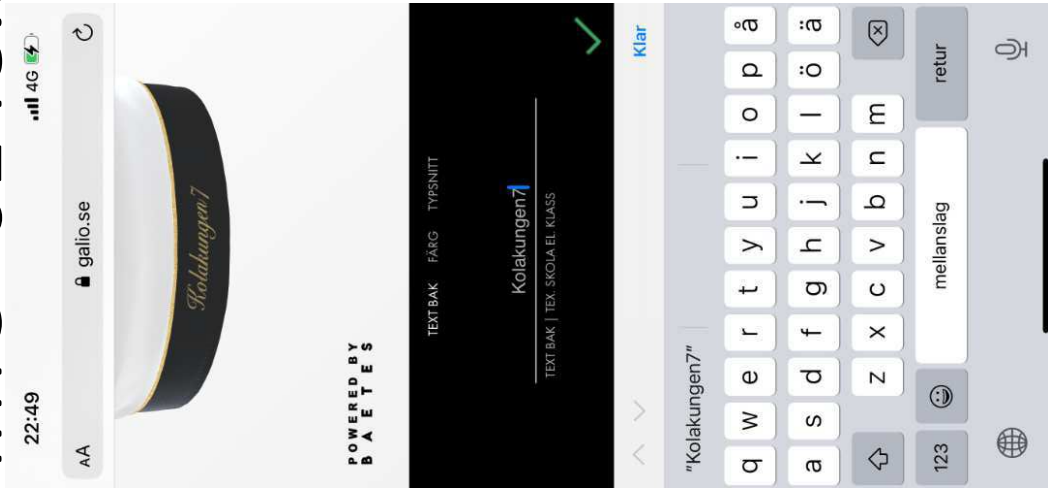 22:49
4G
AA
galio.se
Kolakungen7
POWERED BY
BAETES
TEXT BAK FÄRG TYPSNITT
Kolakungen7
TEXT BAK | TEX. SKOLA EL. KLASS
Klar
"Kolakungen7"
q w e r t y u i o p å
a s d f g h j k l ö ä
z x c v b n m
123 mellanslag retur